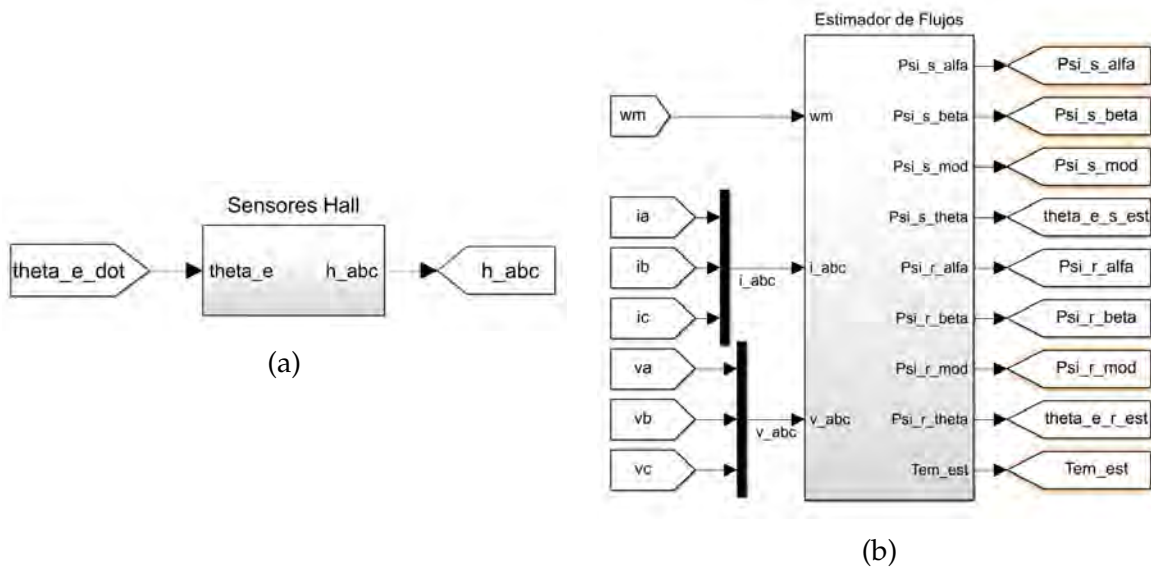 Sensores Hall
theta_e_dot
theta_e
h_abc
h_abc
(a)
Estimador de Flujos
wm
wm
ia
ib
ic
i_abc
i_abc
va
vb
vc
v_abc
v_abc
Psi_s_alfa
Psi_s_alfa
Psi_s_beta
Psi_s_beta
Psi_s_mod
Psi_s_mod
Psi_s_theta
theta_e_s_est
Psi_r_alfa
Psi_r_alfa
Psi_r_beta
Psi_r_beta
Psi_r_mod
Psi_r_mod
Psi_r_theta
theta_e_r_est
Tem_est
Tem_est
(b)